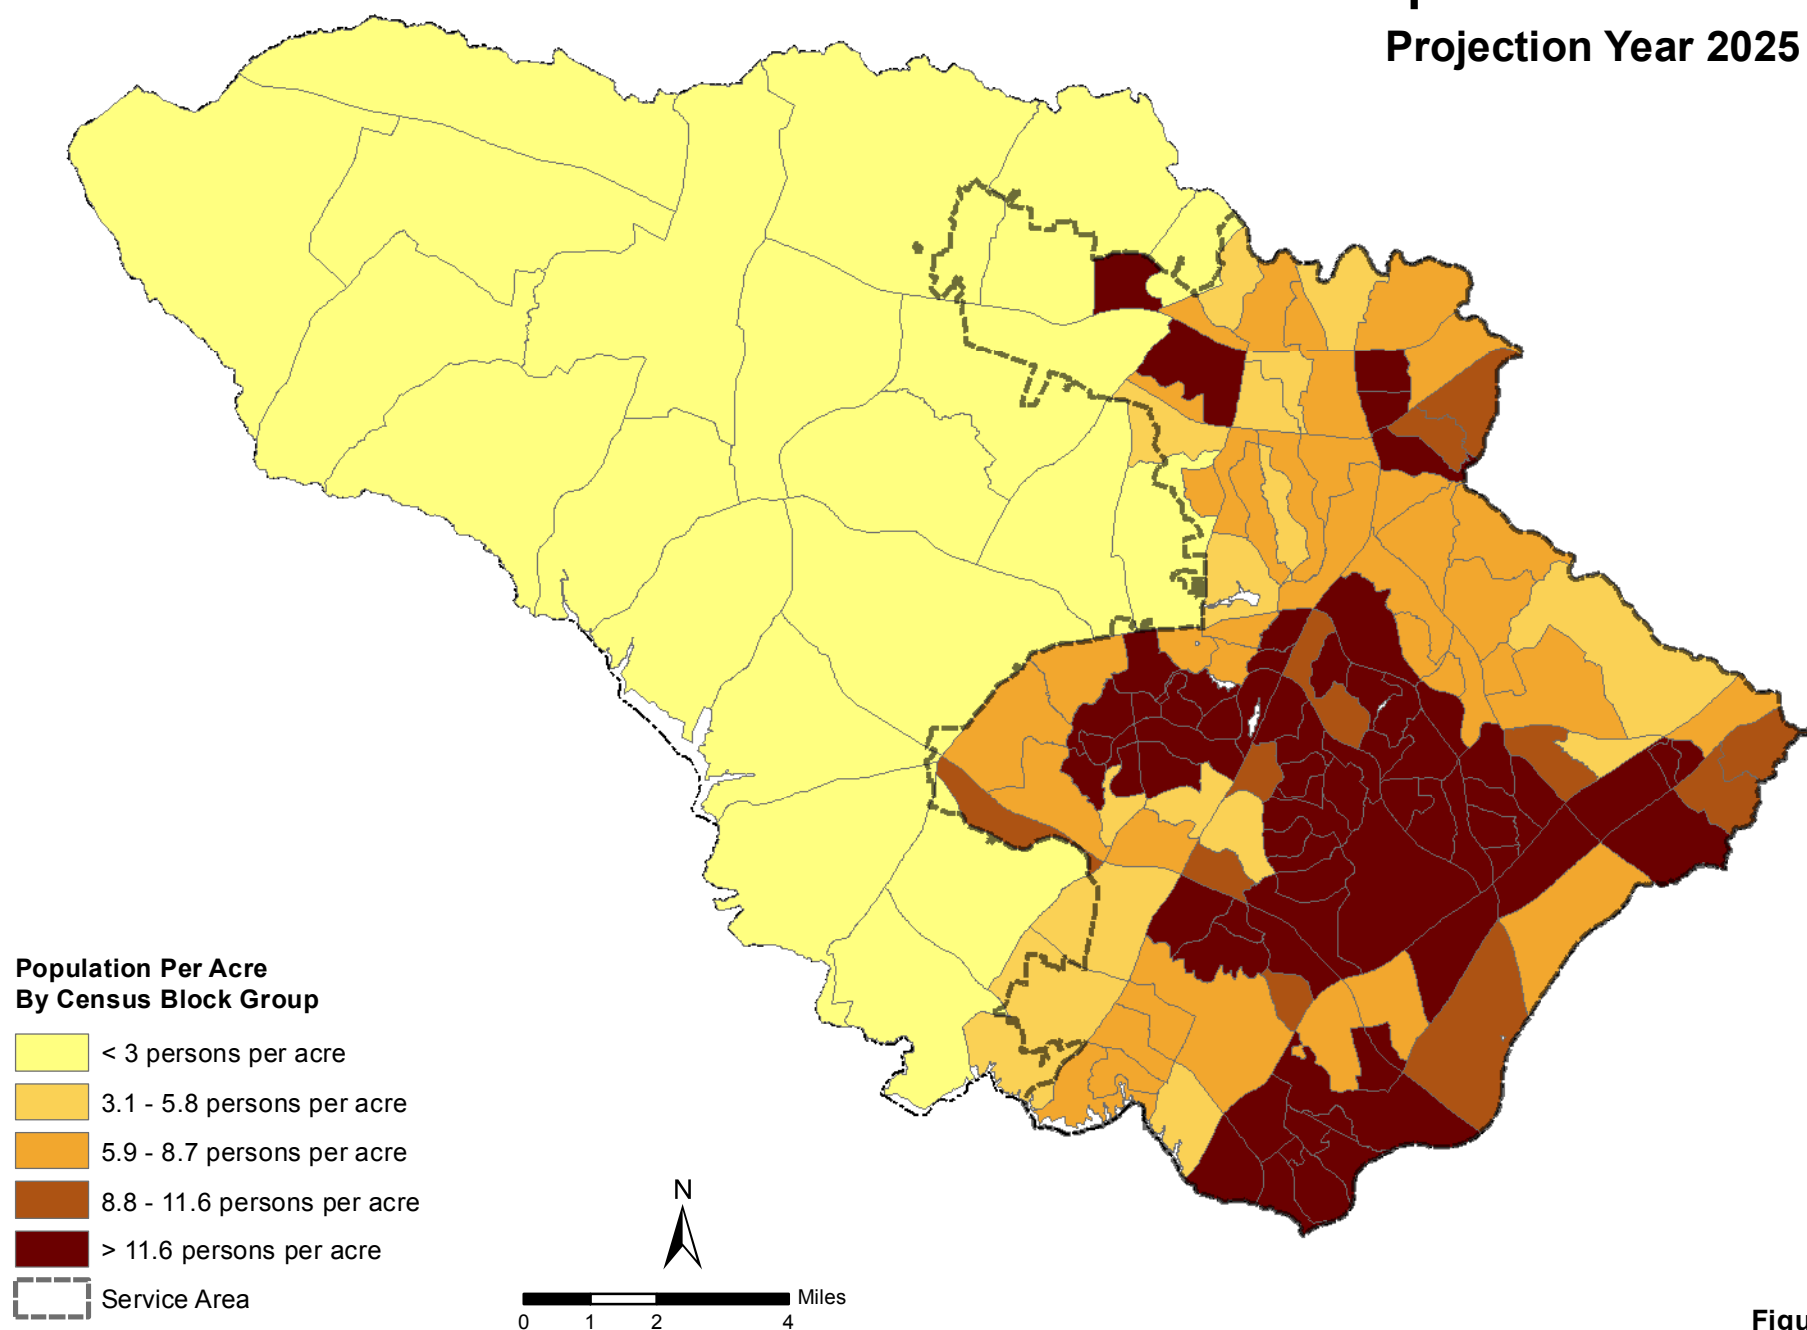 Projection Year 2025
Population Per Acre
By Census Block Group
< 3 persons per acre
3.1 - 5.8 persons per acre
5.9 - 8.7 persons per acre
8.8 - 11.6 persons per acre
> 11.6 persons per acre
Service Area
N
Miles
0 1 2 4
Figu